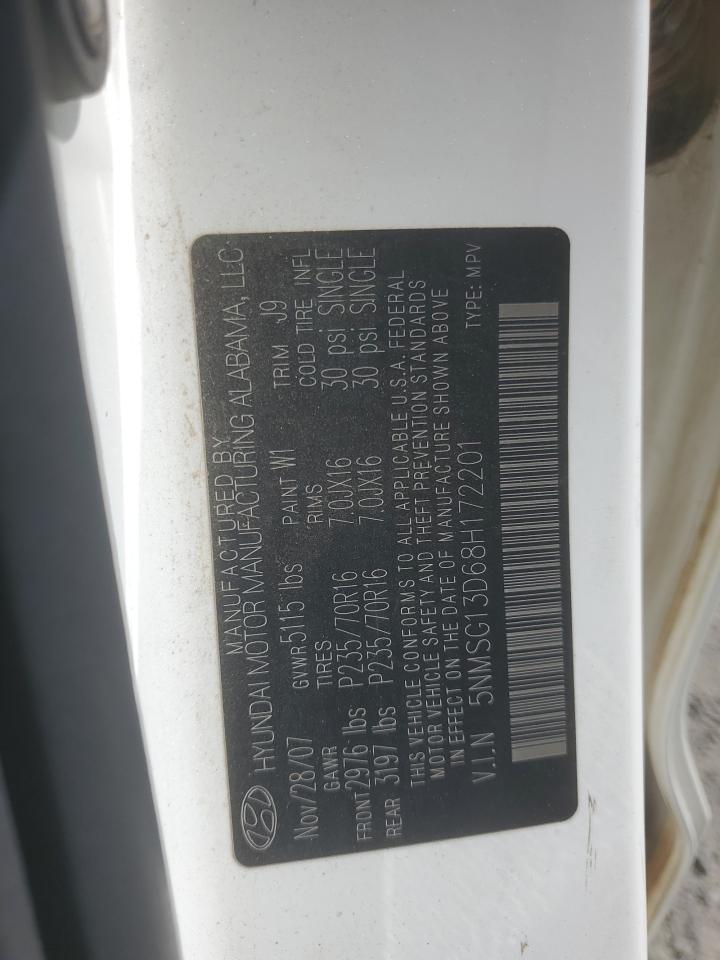 MANUFACTURED BY
HYUNDAI MOTOR MANUFACTURING ALABAMA, LLC
Nov/28/07 GVWR 5115 lbs PAINT W1 TRIM J9
GAWR TIRES RIMS COLD TIRE INFL
FRONT 2976 lbs P235/70R16 7.0JX16 30 psi SINGLE
REAR 3197 lbs P235/70R16 7.0JX16 30 psi SINGLE
THIS VEHICLE CONFORMS TO ALL APPLICABLE U.S.A. FEDERAL
MOTOR VEHICLE SAFETY AND THEFT PREVENTION STANDARDS
IN EFFECT ON THE DATE OF MANUFACTURE SHOWN ABOVE
V.I.N 5NMSG13D68H172201 TYPE: MPV